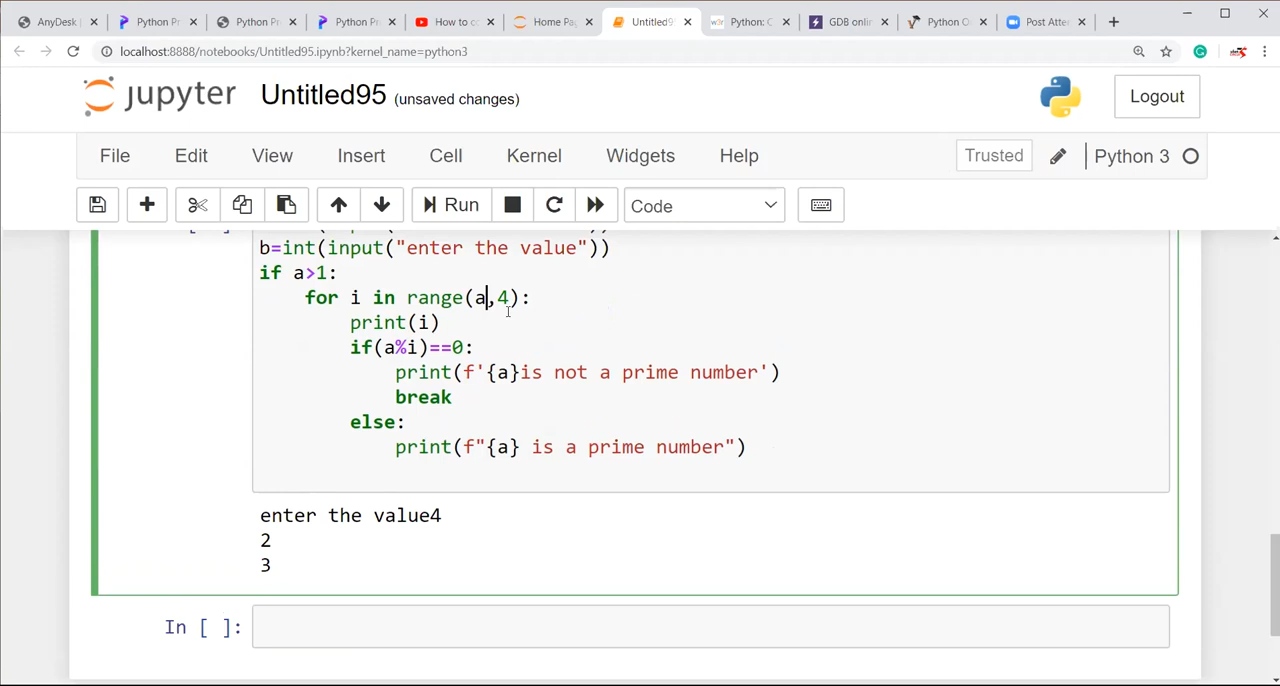 AnyDesk
Python Pr
Python Pr
Python Pr
How to c
Home Pag
Untitled9
Python: C
GDB onlin
Python O
Post Atte
localhost:8888/notebooks/Untitled95.ipynb?kernel_name=python3
jupyter Untitled95 (unsaved changes)
Logout
File Edit View Insert Cell Kernel Widgets Help
Trusted
Python 3
Run
Code
b=int(input("enter the value"))
if a>1:
    for i in range(a,4):
        print(i)
        if(a%i)==0:
            print(f'{a}is not a prime number')
            break
        else:
            print(f"{a} is a prime number")
enter the value4
2
3
In [ ]: